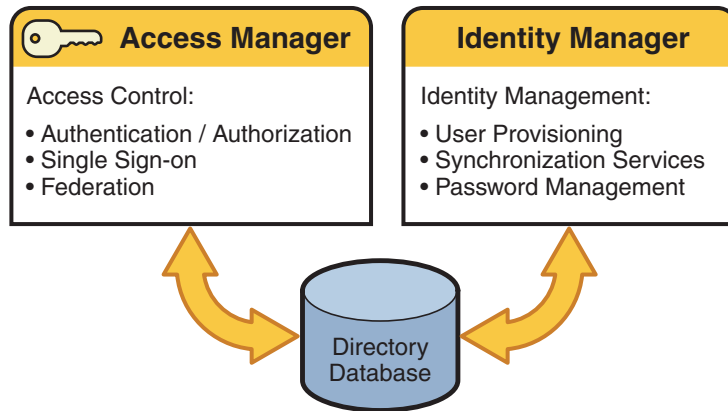 Access Manager
Access Control:
• Authentication / Authorization
• Single Sign-on
• Federation
Identity Manager
Identity Management:
• User Provisioning
• Synchronization Services
• Password Management
Directory
Database